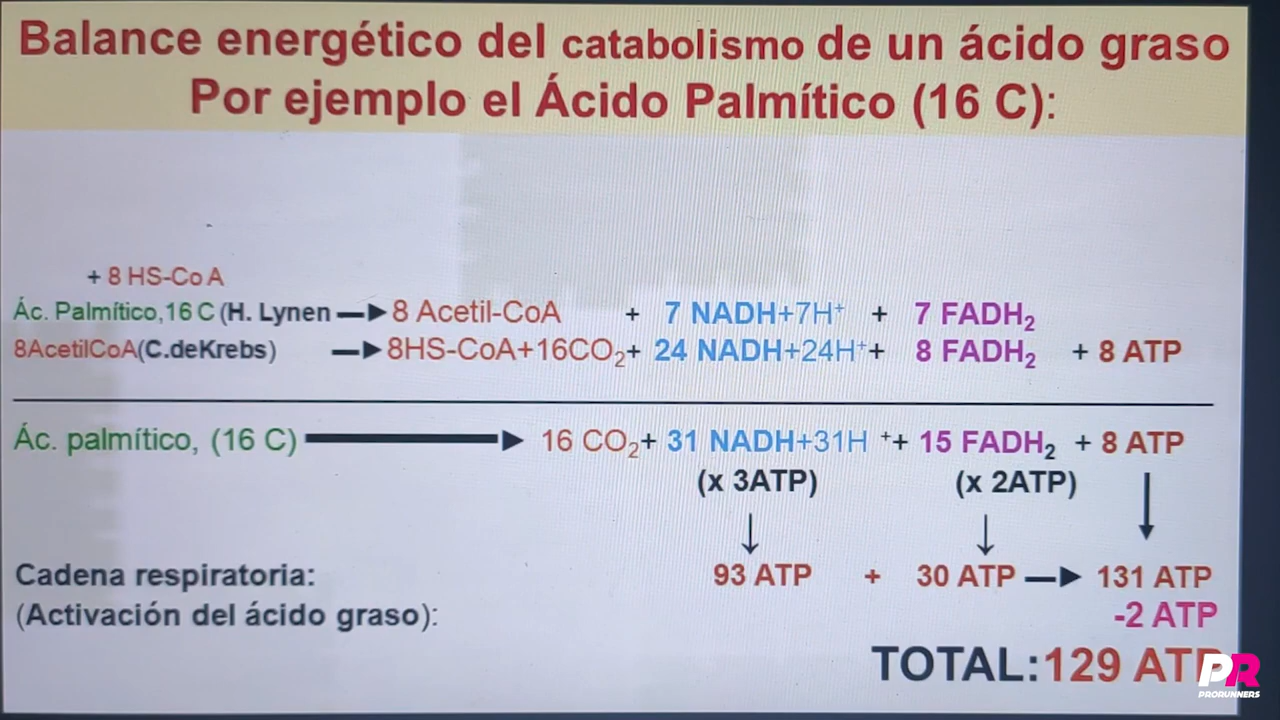 Balance energético del catabolismo de un ácido graso
Por ejemplo el Ácido Palmítico (16 C):
+ 8 HS-CoA
Ác. Palmítico,16 C (H. Lynen → 8 Acetil-CoA + 7 NADH+7H⁺ + 7 FADH₂
8AcetilCoA(C.deKrebs) → 8HS-CoA+16CO₂+ 24 NADH+24H⁺+ 8 FADH₂ + 8 ATP
Ác. palmítico, (16 C) → 16 CO₂+ 31 NADH+31H ⁺+ 15 FADH₂ + 8 ATP
(x 3ATP) (x 2ATP)
Cadena respiratoria: 93 ATP + 30 ATP → 131 ATP
(Activación del ácido graso): -2 ATP
TOTAL:129 ATP
PR
PRORUNNERS